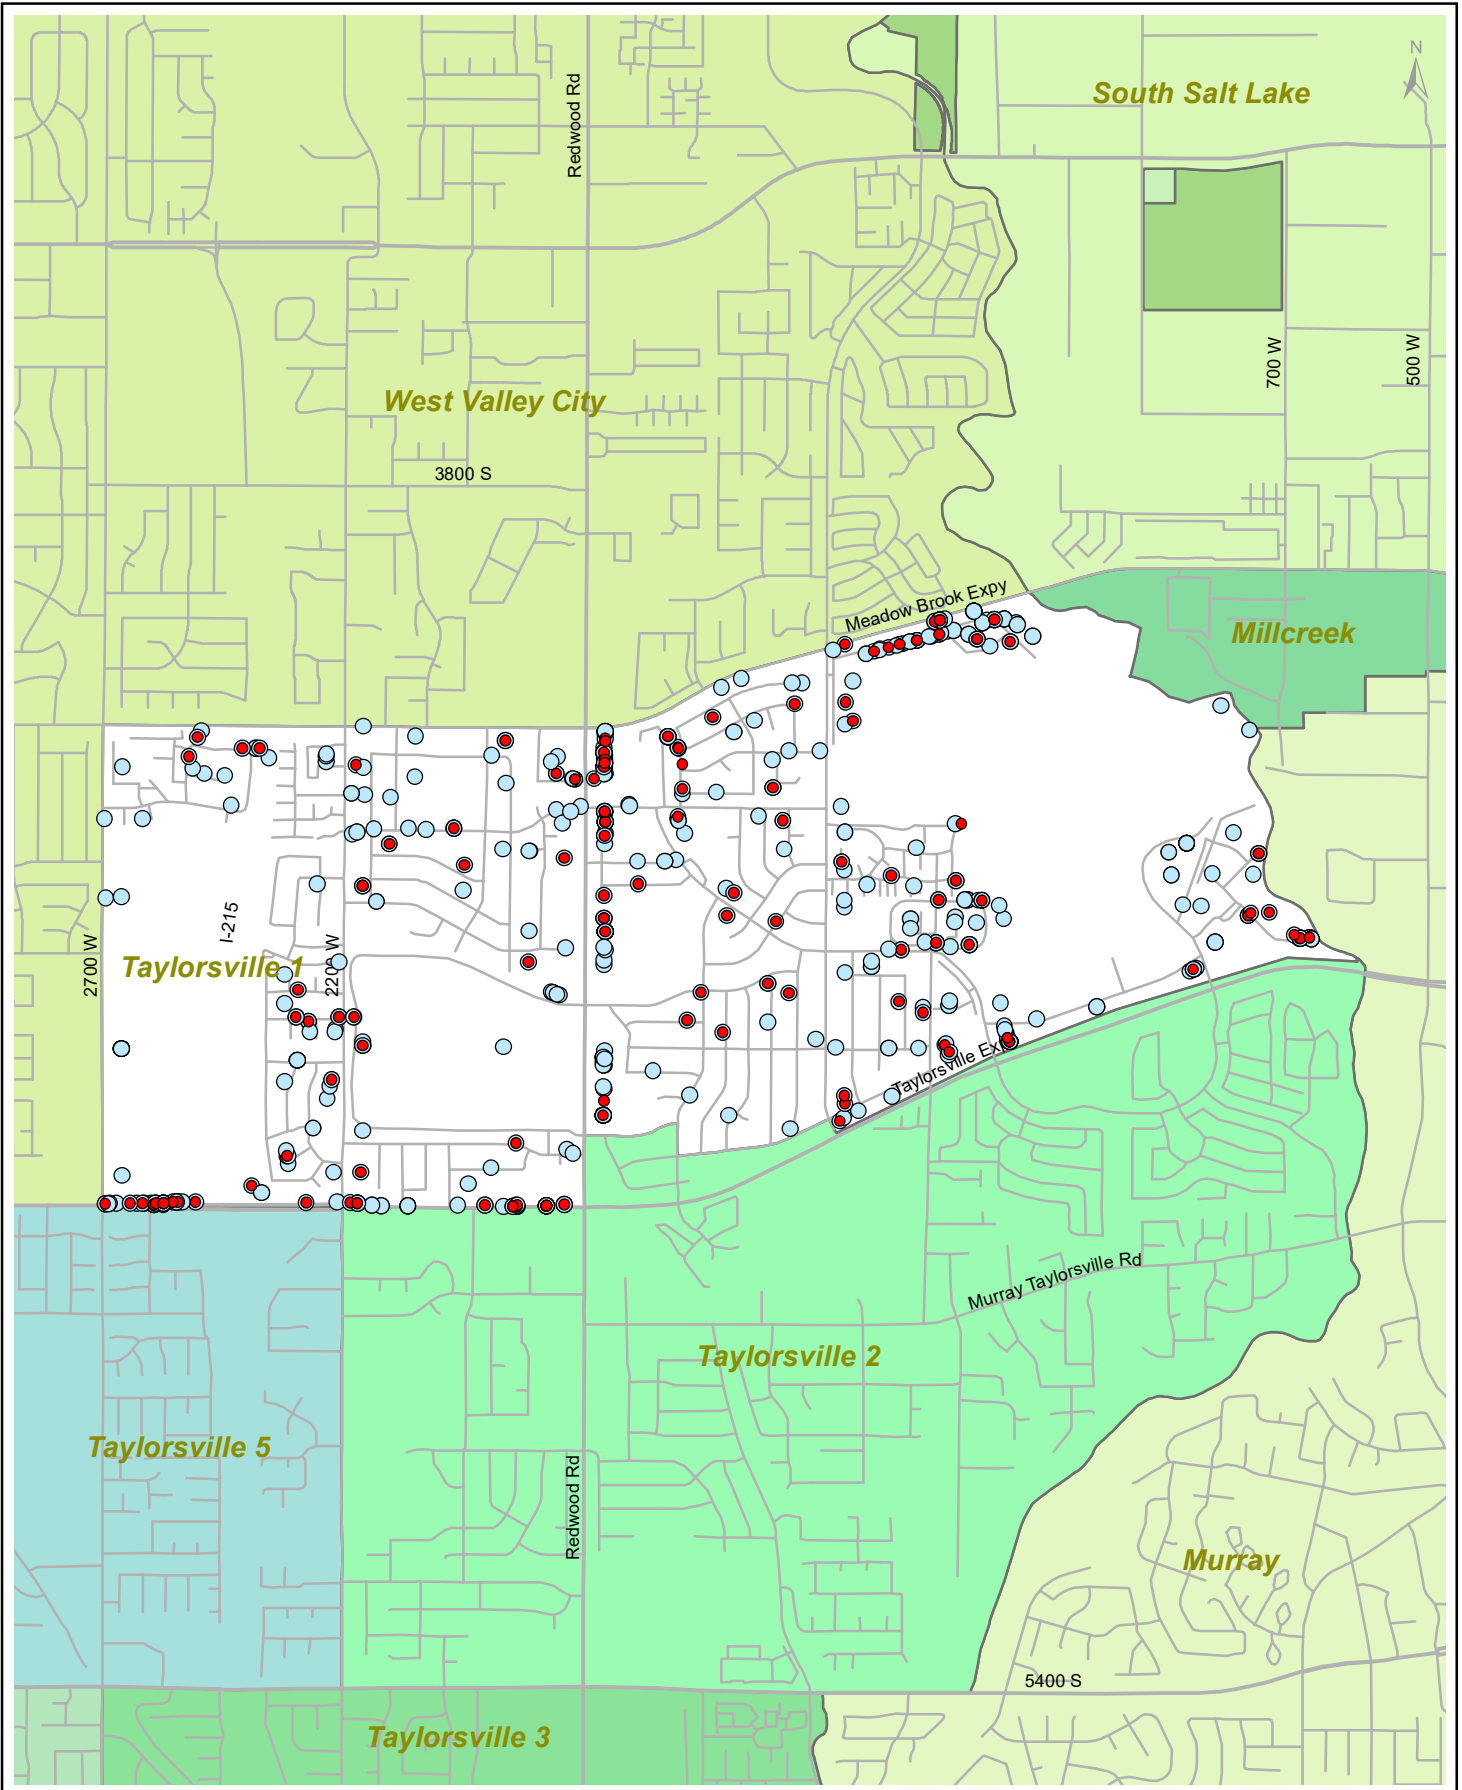 N
South Salt Lake
Redwood Rd
700 W
500 W
West Valley City
3800 S
Meadow Brook Expy
Millcreek
I-215
2700 W
2200 W
Taylorsville 1
Taylorsville Expy
Murray Taylorsville Rd
Taylorsville 2
Taylorsville 5
Redwood Rd
Murray
5400 S
Taylorsville 3